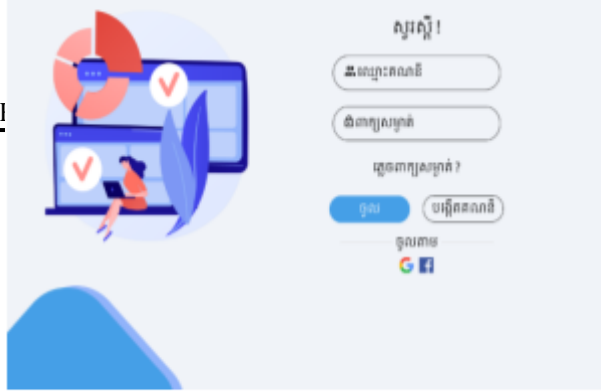 សួរស្តី !
ឈ្មោះគណនី
ពាក្យសម្ងាត់
ភ្លេចពាក្យសម្ងាត់ ?
ចូល
បង្កើតគណនី
ចូលតាម